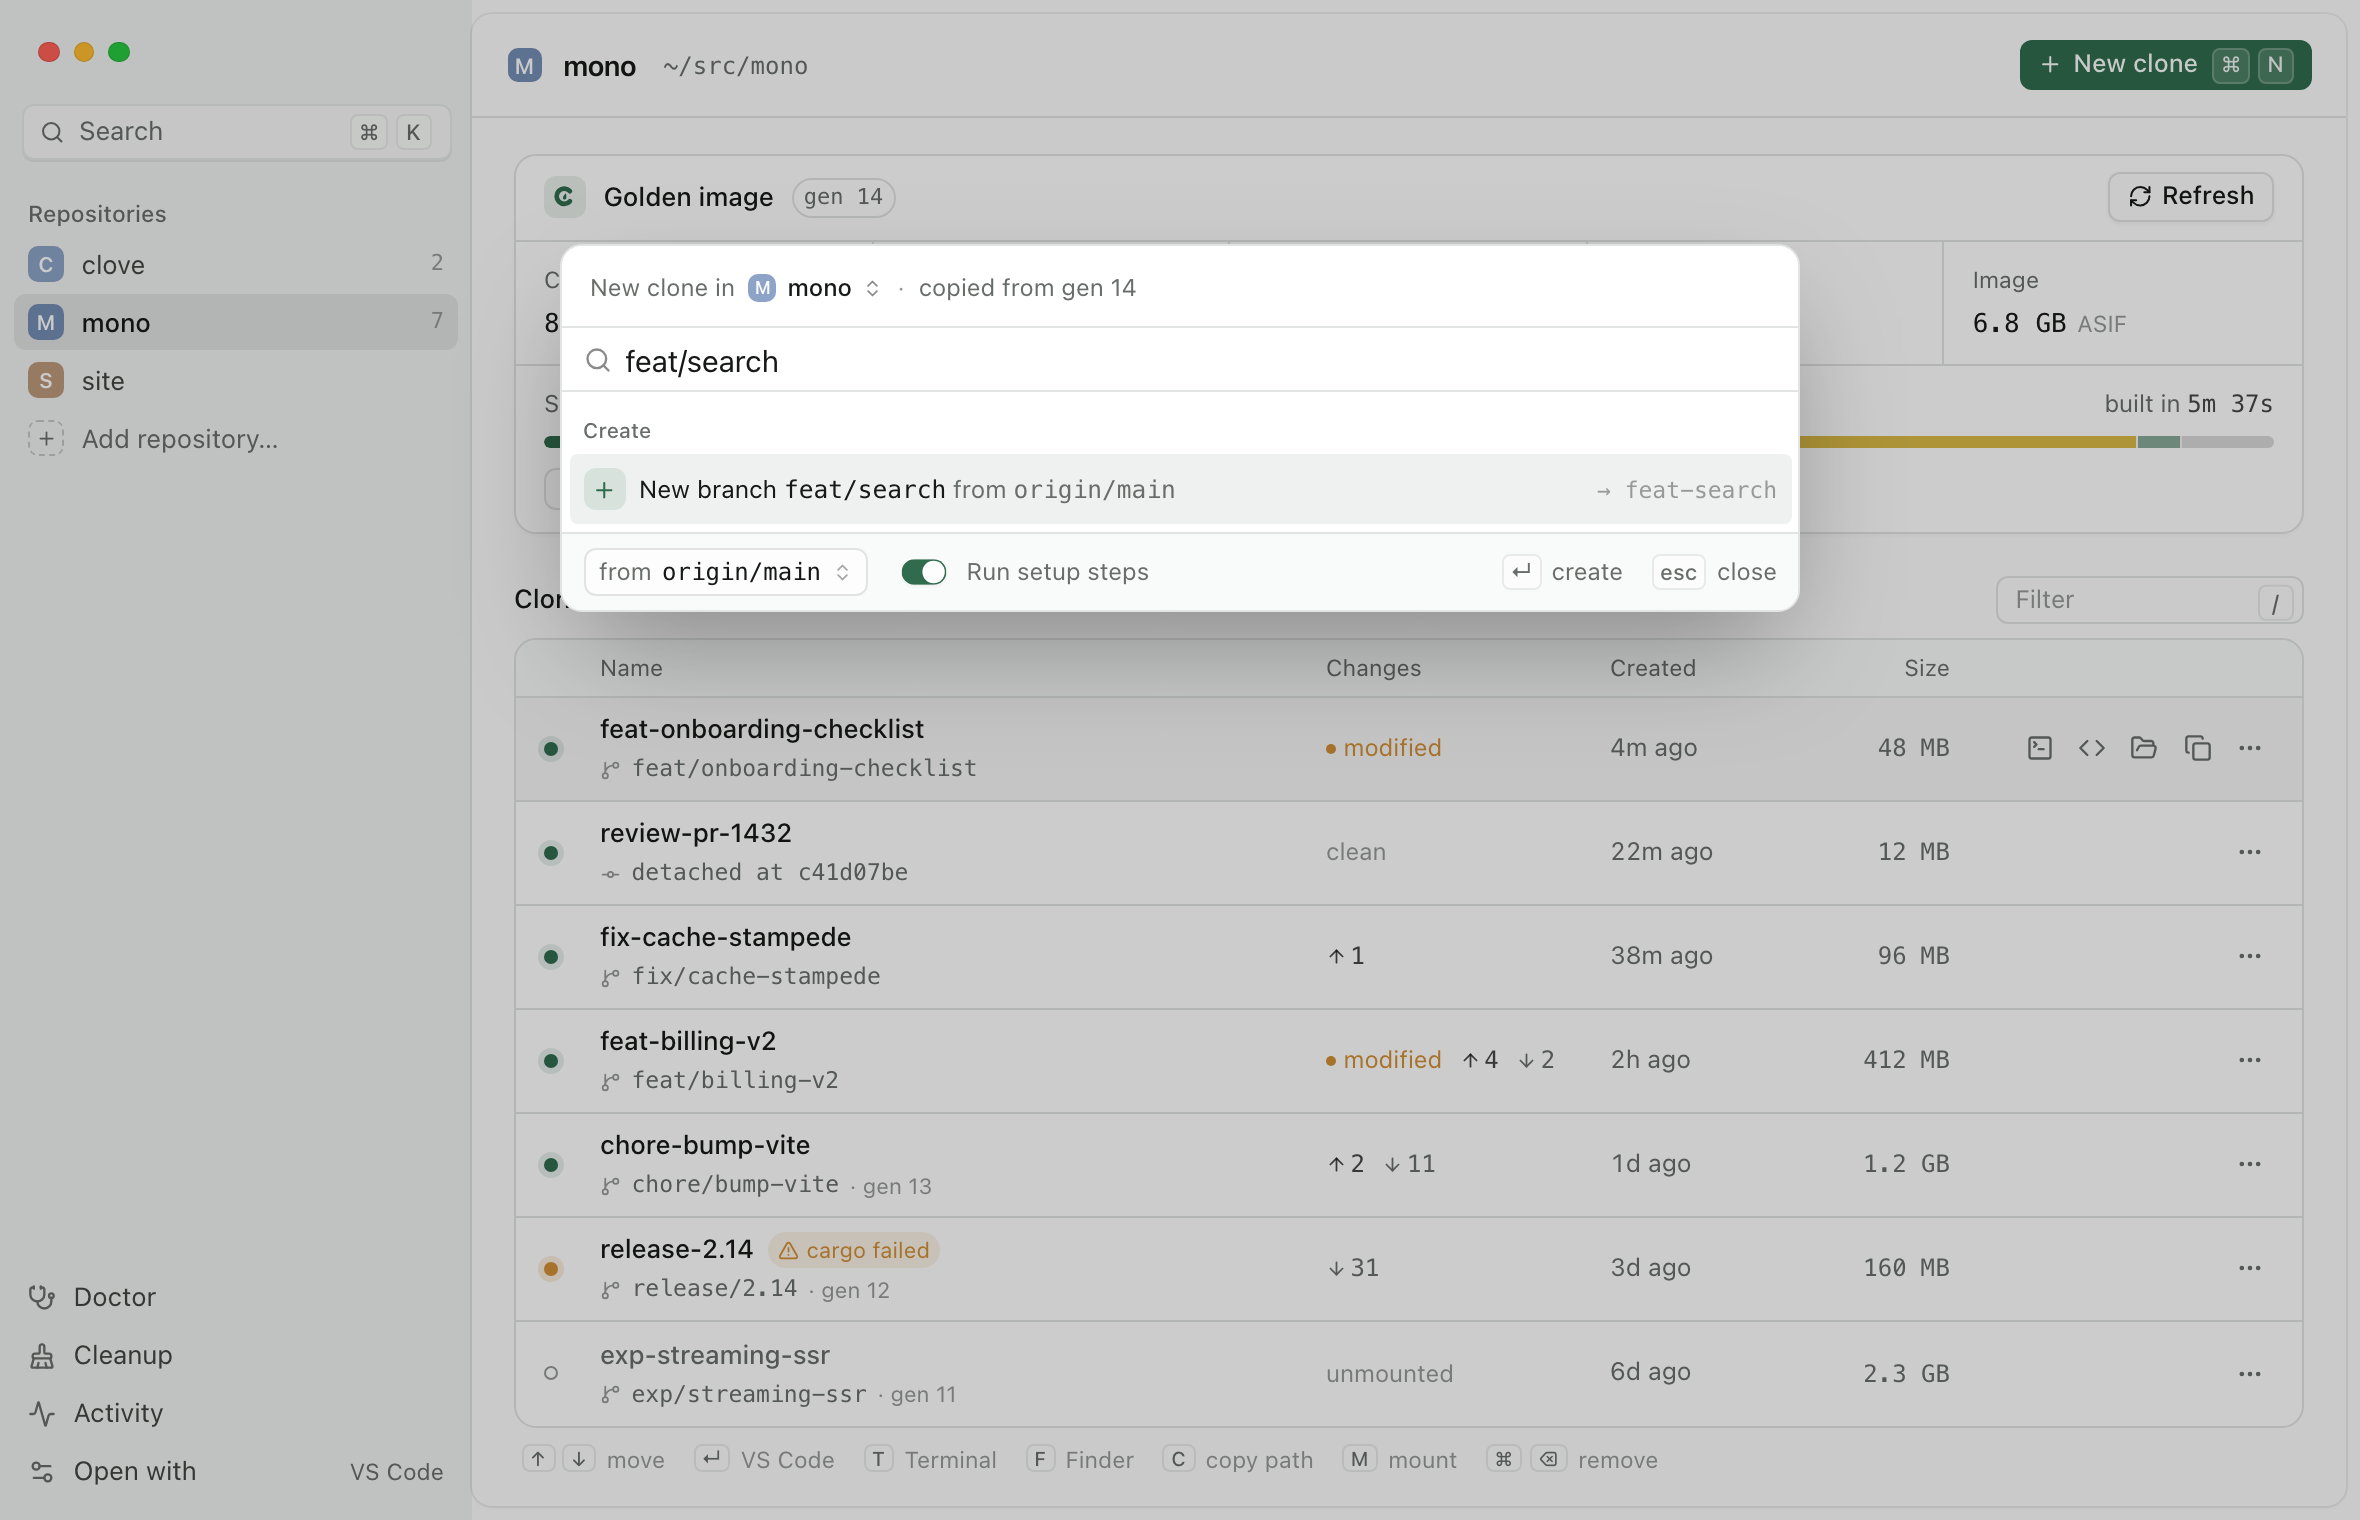 M mono ~/src/mono
+ New clone ⌘ N
Search ⌘ K
Repositories
C clove 2
M mono 7
S site
+ Add repository...
Doctor
Cleanup
Activity
Open with VS Code
Golden image gen 14
Refresh
Image
6.8 GB ASIF
built in 5m 37s
New clone in M mono · copied from gen 14
feat/search
Create
+ New branch feat/search from origin/main → feat-search
from origin/main Run setup steps ↵ create esc close
Filter /
Name Changes Created Size
feat-onboarding-checklist
feat/onboarding-checklist
modified 4m ago 48 MB
review-pr-1432
detached at c41d07be
clean 22m ago 12 MB
fix-cache-stampede
fix/cache-stampede
↑ 1 38m ago 96 MB
feat-billing-v2
feat/billing-v2
modified ↑ 4 ↓ 2 2h ago 412 MB
chore-bump-vite
chore/bump-vite · gen 13
↑ 2 ↓ 11 1d ago 1.2 GB
release-2.14 cargo failed
release/2.14 · gen 12
↓ 31 3d ago 160 MB
exp-streaming-ssr
exp/streaming-ssr · gen 11
unmounted 6d ago 2.3 GB
↑ ↓ move ↵ VS Code T Terminal F Finder C copy path M mount ⌘ ⌫ remove